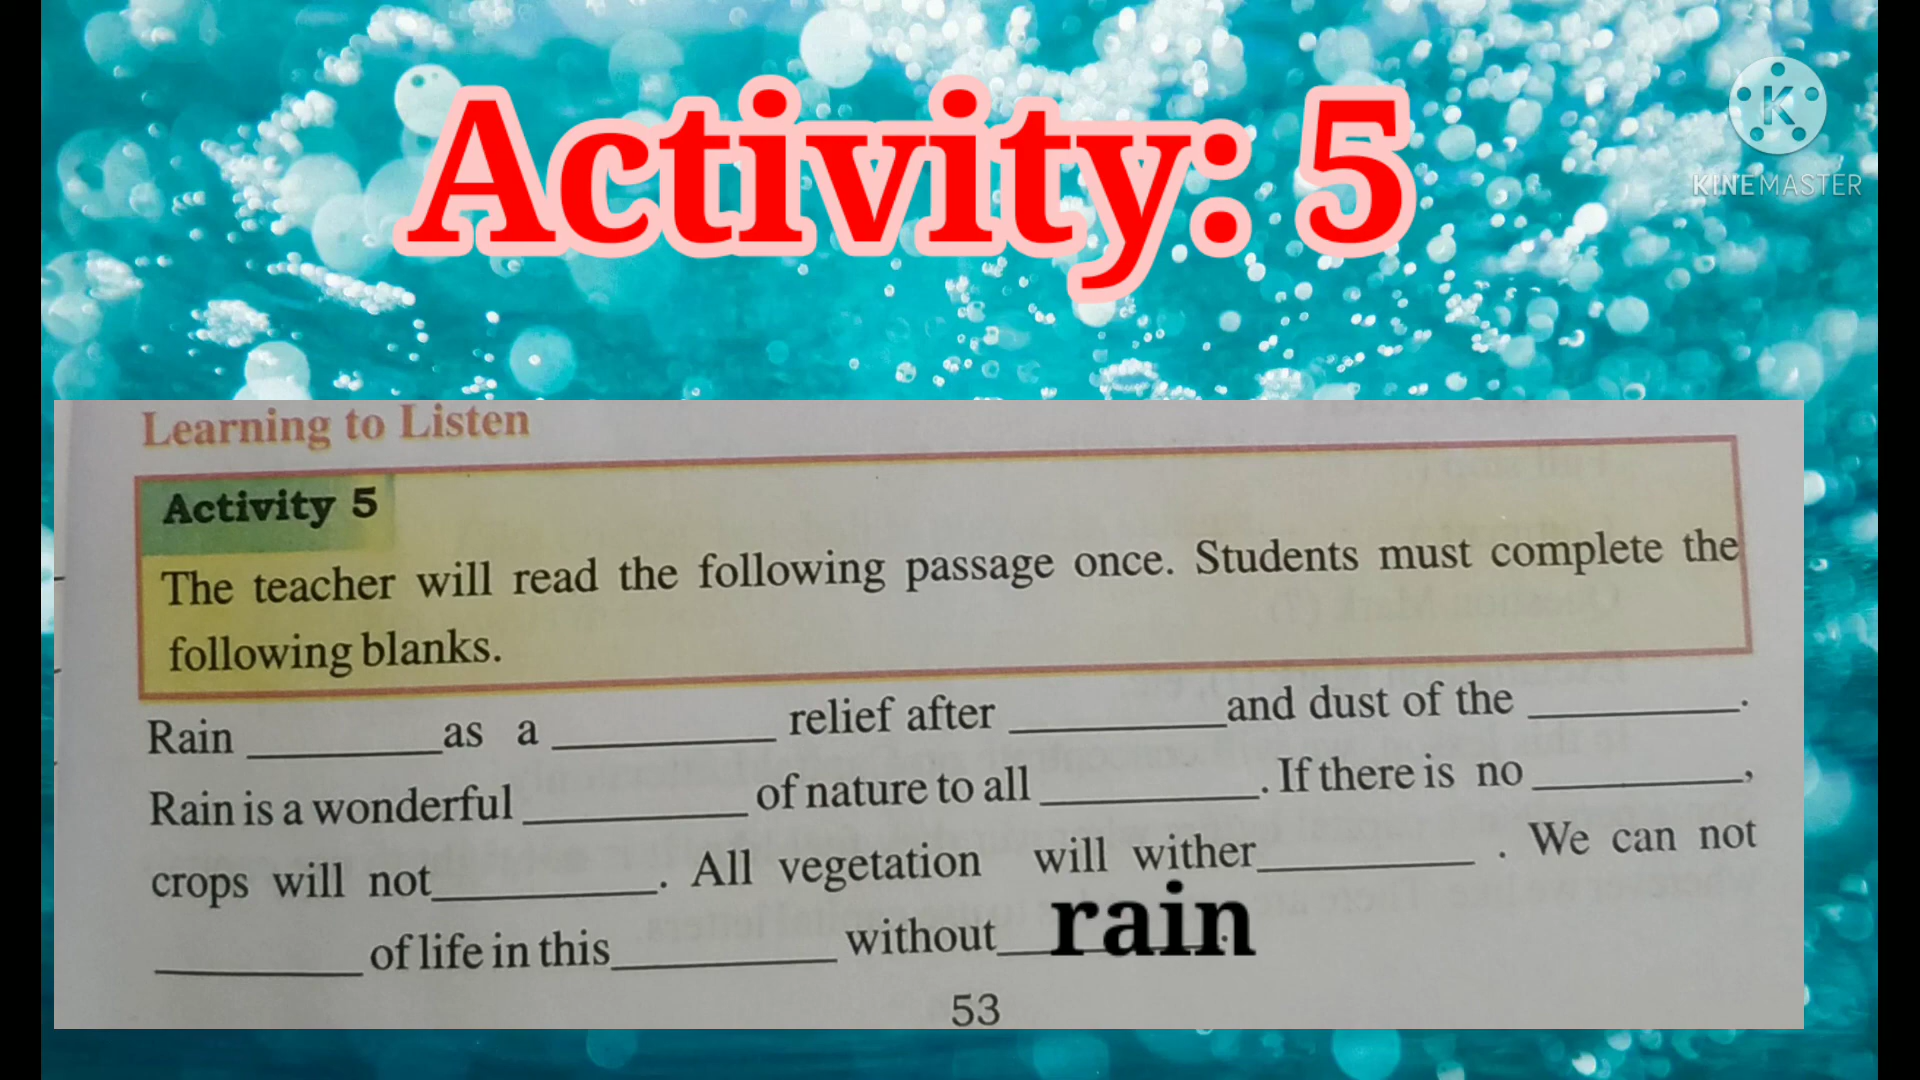 Activity: 5
KINEMASTER
Learning to Listen
Activity 5
The teacher will read the following passage once. Students must complete the
following blanks.
Rain ________ as a ________ relief after ________ and dust of the ________.
Rain is a wonderful ________ of nature to all ________. If there is no ________,
crops will not ________. All vegetation will wither ________. We can not
________ of life in this ________ without rain.
53